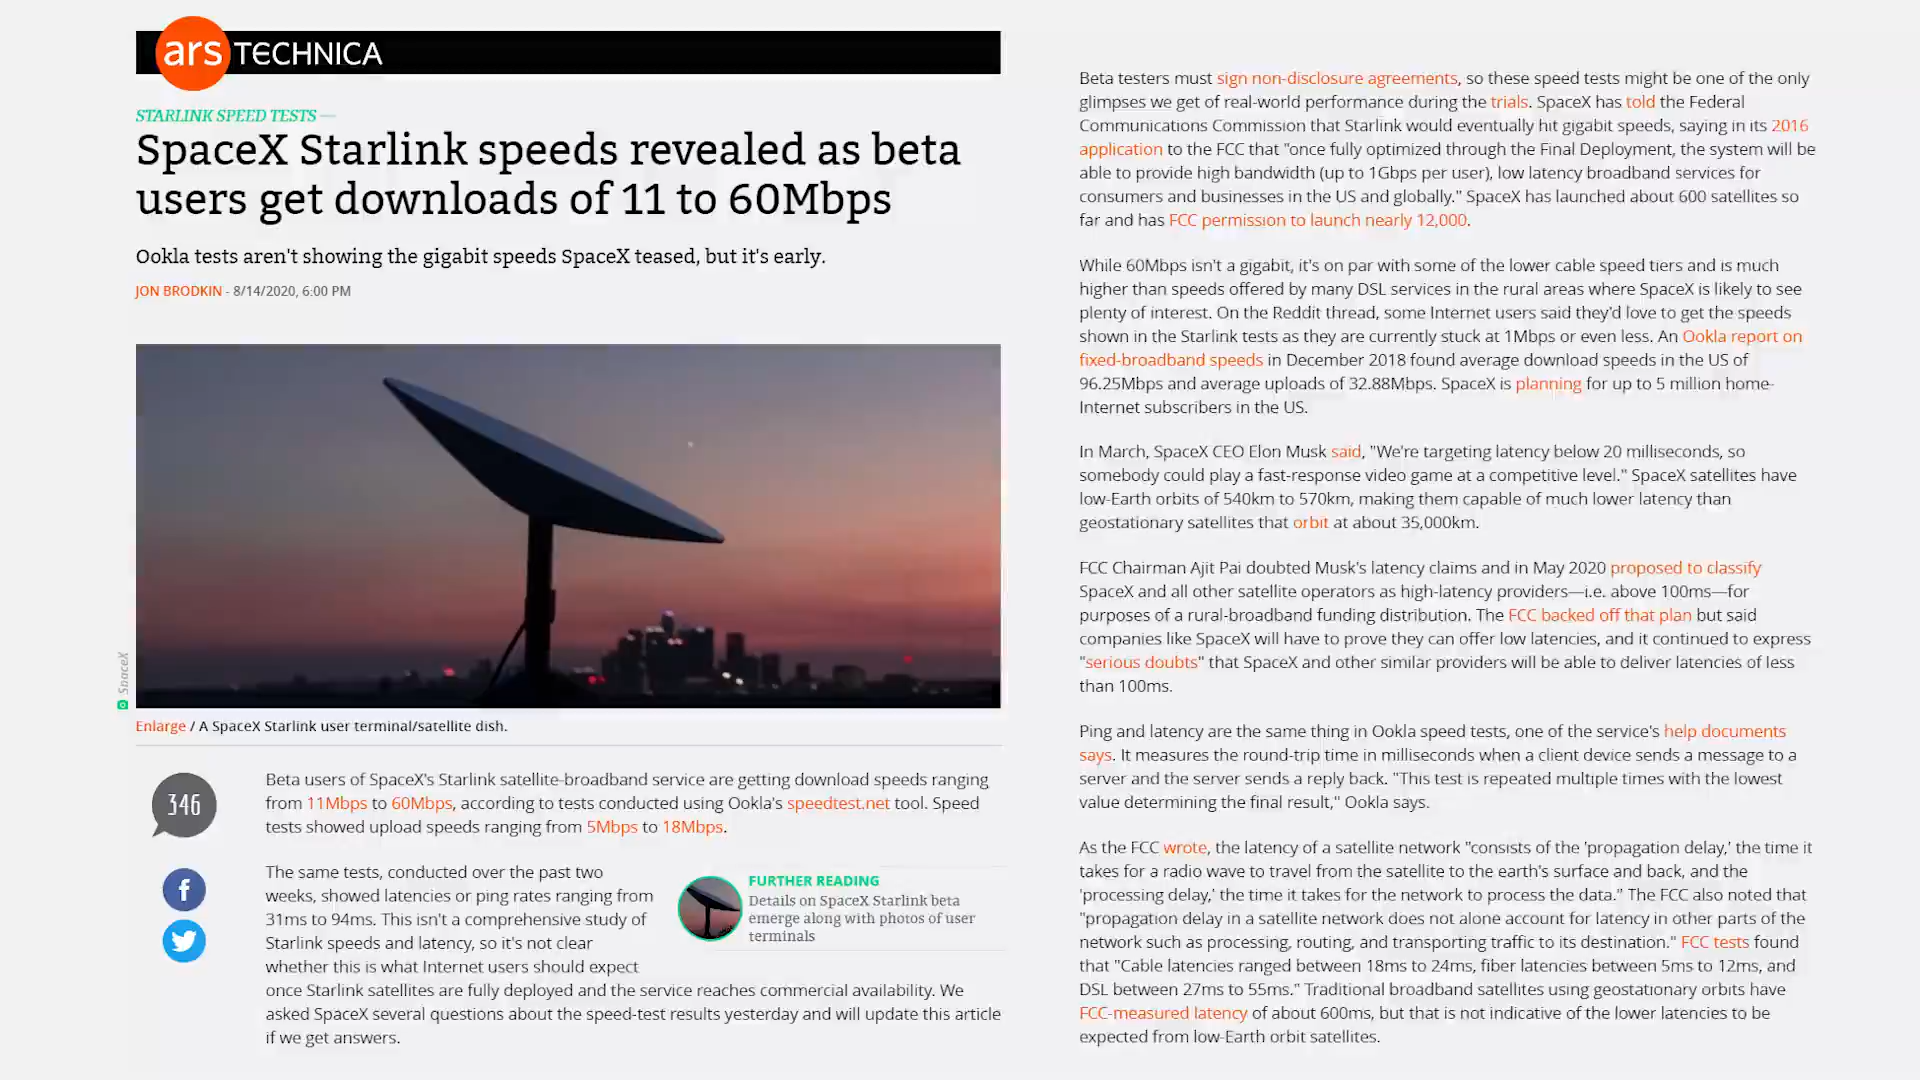 ars TECHNICA
STARLINK SPEED TESTS —
SpaceX Starlink speeds revealed as beta
users get downloads of 11 to 60Mbps
Ookla tests aren't showing the gigabit speeds SpaceX teased, but it's early.
JON BRODKIN - 8/14/2020, 6:00 PM
SpaceX
Enlarge / A SpaceX Starlink user terminal/satellite dish.
346
Beta users of SpaceX's Starlink satellite-broadband service are getting download speeds ranging
from 11Mbps to 60Mbps, according to tests conducted using Ookla's speedtest.net tool. Speed
tests showed upload speeds ranging from 5Mbps to 18Mbps.
The same tests, conducted over the past two
weeks, showed latencies or ping rates ranging from
31ms to 94ms. This isn't a comprehensive study of
Starlink speeds and latency, so it's not clear
whether this is what Internet users should expect
once Starlink satellites are fully deployed and the service reaches commercial availability. We
asked SpaceX several questions about the speed-test results yesterday and will update this article
if we get answers.
FURTHER READING
Details on SpaceX Starlink beta
emerge along with photos of user
terminals
Beta testers must sign non-disclosure agreements, so these speed tests might be one of the only
glimpses we get of real-world performance during the trials. SpaceX has told the Federal
Communications Commission that Starlink would eventually hit gigabit speeds, saying in its 2016
application to the FCC that "once fully optimized through the Final Deployment, the system will be
able to provide high bandwidth (up to 1Gbps per user), low latency broadband services for
consumers and businesses in the US and globally." SpaceX has launched about 600 satellites so
far and has FCC permission to launch nearly 12,000.
While 60Mbps isn't a gigabit, it's on par with some of the lower cable speed tiers and is much
higher than speeds offered by many DSL services in the rural areas where SpaceX is likely to see
plenty of interest. On the Reddit thread, some Internet users said they'd love to get the speeds
shown in the Starlink tests as they are currently stuck at 1Mbps or even less. An Ookla report on
fixed-broadband speeds in December 2018 found average download speeds in the US of
96.25Mbps and average uploads of 32.88Mbps. SpaceX is planning for up to 5 million home-
Internet subscribers in the US.
In March, SpaceX CEO Elon Musk said, "We're targeting latency below 20 milliseconds, so
somebody could play a fast-response video game at a competitive level." SpaceX satellites have
low-Earth orbits of 540km to 570km, making them capable of much lower latency than
geostationary satellites that orbit at about 35,000km.
FCC Chairman Ajit Pai doubted Musk's latency claims and in May 2020 proposed to classify
SpaceX and all other satellite operators as high-latency providers—i.e. above 100ms—for
purposes of a rural-broadband funding distribution. The FCC backed off that plan but said
companies like SpaceX will have to prove they can offer low latencies, and it continued to express
"serious doubts" that SpaceX and other similar providers will be able to deliver latencies of less
than 100ms.
Ping and latency are the same thing in Ookla speed tests, one of the service's help documents
says. It measures the round-trip time in milliseconds when a client device sends a message to a
server and the server sends a reply back. "This test is repeated multiple times with the lowest
value determining the final result," Ookla says.
As the FCC wrote, the latency of a satellite network "consists of the 'propagation delay,' the time it
takes for a radio wave to travel from the satellite to the earth's surface and back, and the
'processing delay,' the time it takes for the network to process the data." The FCC also noted that
"propagation delay in a satellite network does not alone account for latency in other parts of the
network such as processing, routing, and transporting traffic to its destination." FCC tests found
that "Cable latencies ranged between 18ms to 24ms, fiber latencies between 5ms to 12ms, and
DSL between 27ms to 55ms." Traditional broadband satellites using geostationary orbits have
FCC-measured latency of about 600ms, but that is not indicative of the lower latencies to be
expected from low-Earth orbit satellites.